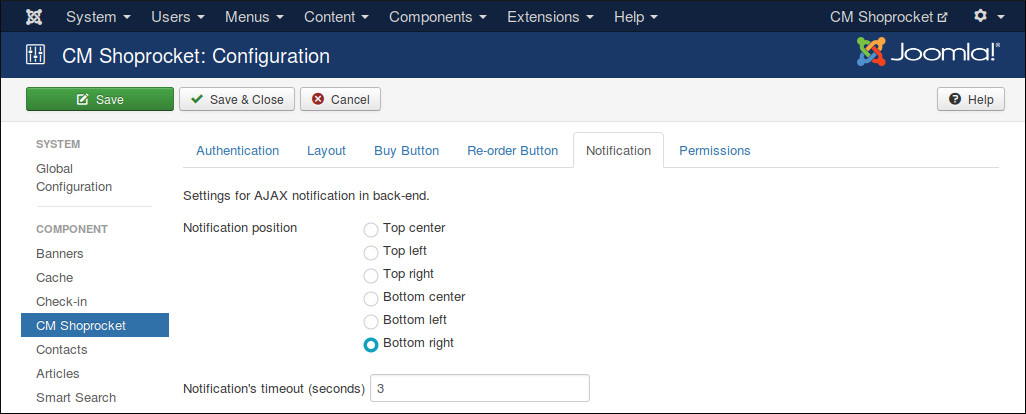 System Users Menus Content Components Extensions Help CM Shoprocket
CM Shoprocket: Configuration Joomla!®
Save Save & Close Cancel Help
SYSTEM
Global
Configuration
COMPONENT
Banners
Cache
Check-in
CM Shoprocket
Contacts
Articles
Smart Search
Authentication Layout Buy Button Re-order Button Notification Permissions
Settings for AJAX notification in back-end.
Notification position
Top center
Top left
Top right
Bottom center
Bottom left
Bottom right
Notification's timeout (seconds) 3